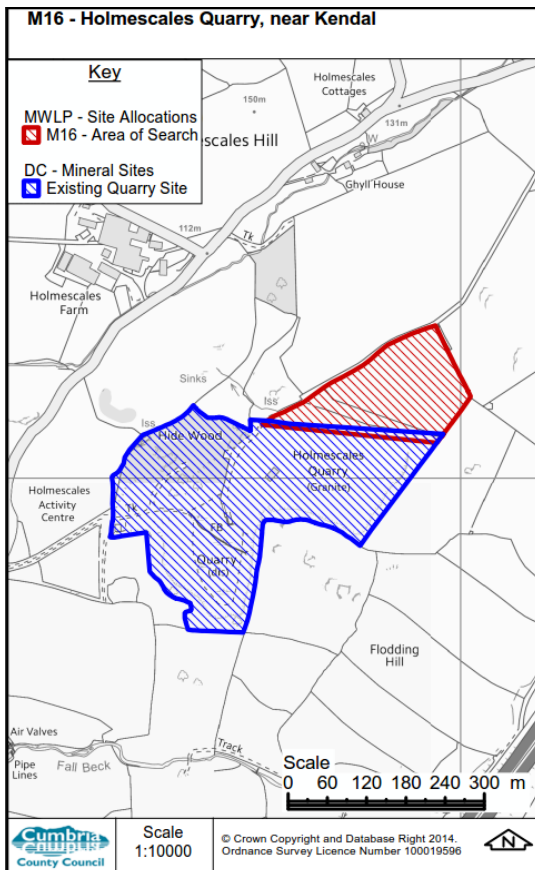 M16 - Holmescales Quarry, near Kendal
Key
MWLP - Site Allocations
M16 - Area of Search
DC - Mineral Sites
Existing Quarry Site
Holmescales
Cottages
150m
131m
scales Hill
W
Ghyll House
112m
Tk
Holmescales
Farm
Sinks
Iss
Iss
Hide Wood
Holmescales
Quarry
(Granite)
Holmescales
Activity
Centre
Tk
FB
Quarry
(dis)
Flodding
Hill
Air Valves
Pipe
Lines
Fall Beck
Track
Scale
0 60 120 180 240 300 m
Cumbria
County Council
Scale
1:10000
© Crown Copyright and Database Right 2014.
Ordnance Survey Licence Number 100019596
N